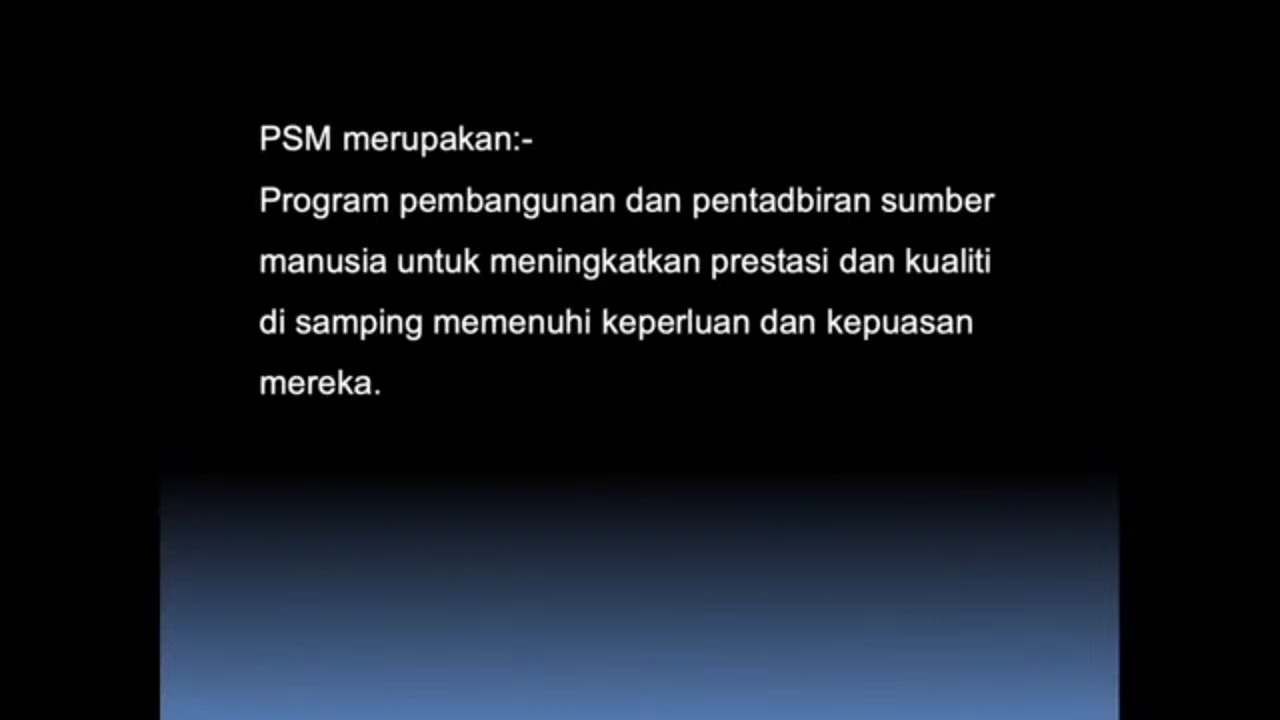 PSM merupakan:-
Program pembangunan dan pentadbiran sumber
manusia untuk meningkatkan prestasi dan kualiti
di samping memenuhi keperluan dan kepuasan
mereka.